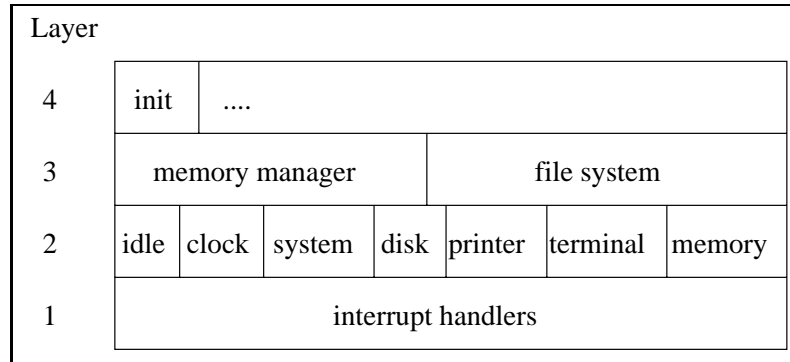 Layer
4 init ....
3 memory manager file system
2 idle clock system disk printer terminal memory
1 interrupt handlers